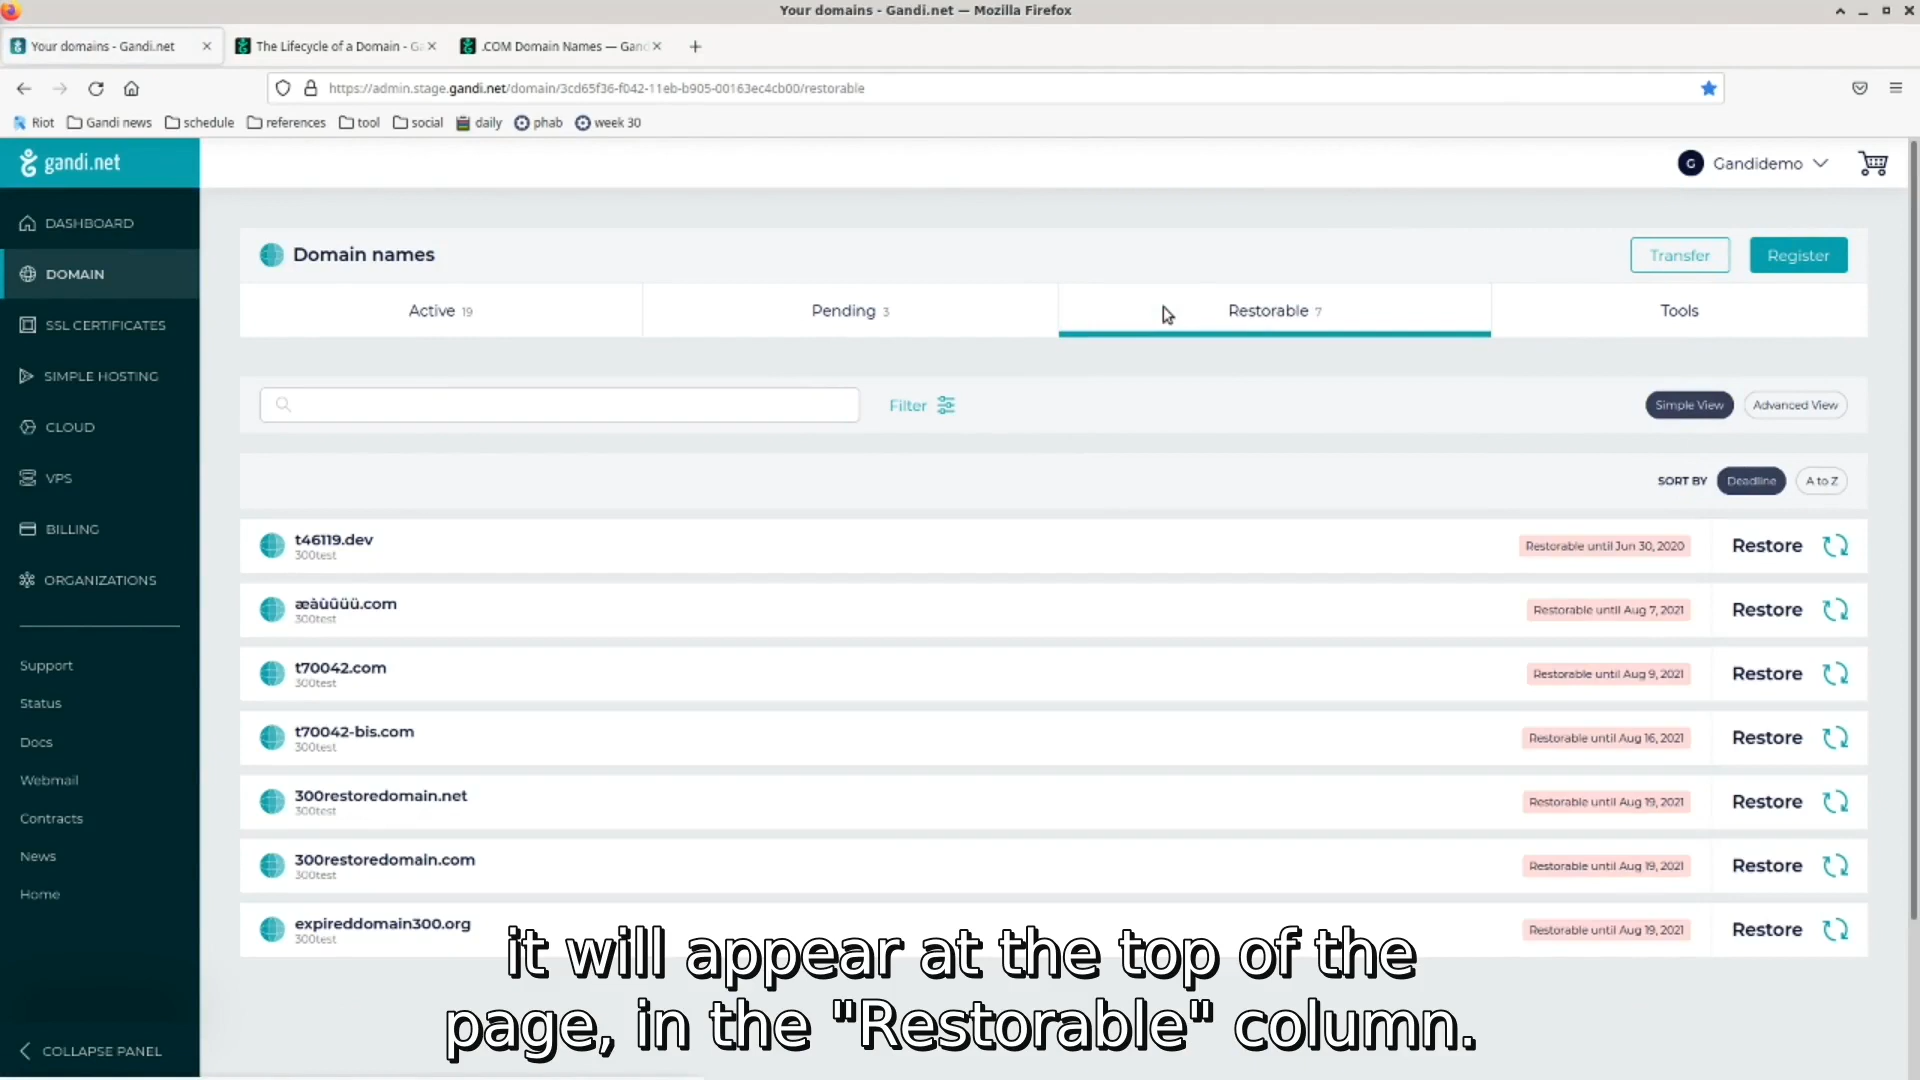 Your domains - Gandi.net — Mozilla Firefox
Your domains - Gandi.net
The Lifecycle of a Domain - G
.COM Domain Names — Gand
https://admin.stage.gandi.net/domain/3cd65f36-f042-11eb-b905-00163ec4cb00/restorable
Riot Gandi news schedule references tool social daily phab week 30
gandi.net
G Gandidemo
DASHBOARD
DOMAIN
SSL CERTIFICATES
SIMPLE HOSTING
CLOUD
VPS
BILLING
ORGANIZATIONS
Support
Status
Docs
Webmail
Contracts
News
Home
COLLAPSE PANEL
Domain names
Transfer Register
Active 19 Pending 3 Restorable 7 Tools
Filter Simple View Advanced View
SORT BY Deadline A to Z
t46119.dev
300test
Restorable until Jun 30, 2020 Restore
æàùûüü.com
300test
Restorable until Aug 7, 2021 Restore
t70042.com
300test
Restorable until Aug 9, 2021 Restore
t70042-bis.com
300test
Restorable until Aug 16, 2021 Restore
300restoredomain.net
300test
Restorable until Aug 19, 2021 Restore
300restoredomain.com
300test
Restorable until Aug 19, 2021 Restore
expireddomain300.org
300test
Restorable until Aug 19, 2021 Restore
it will appear at the top of the
page, in the "Restorable" column.